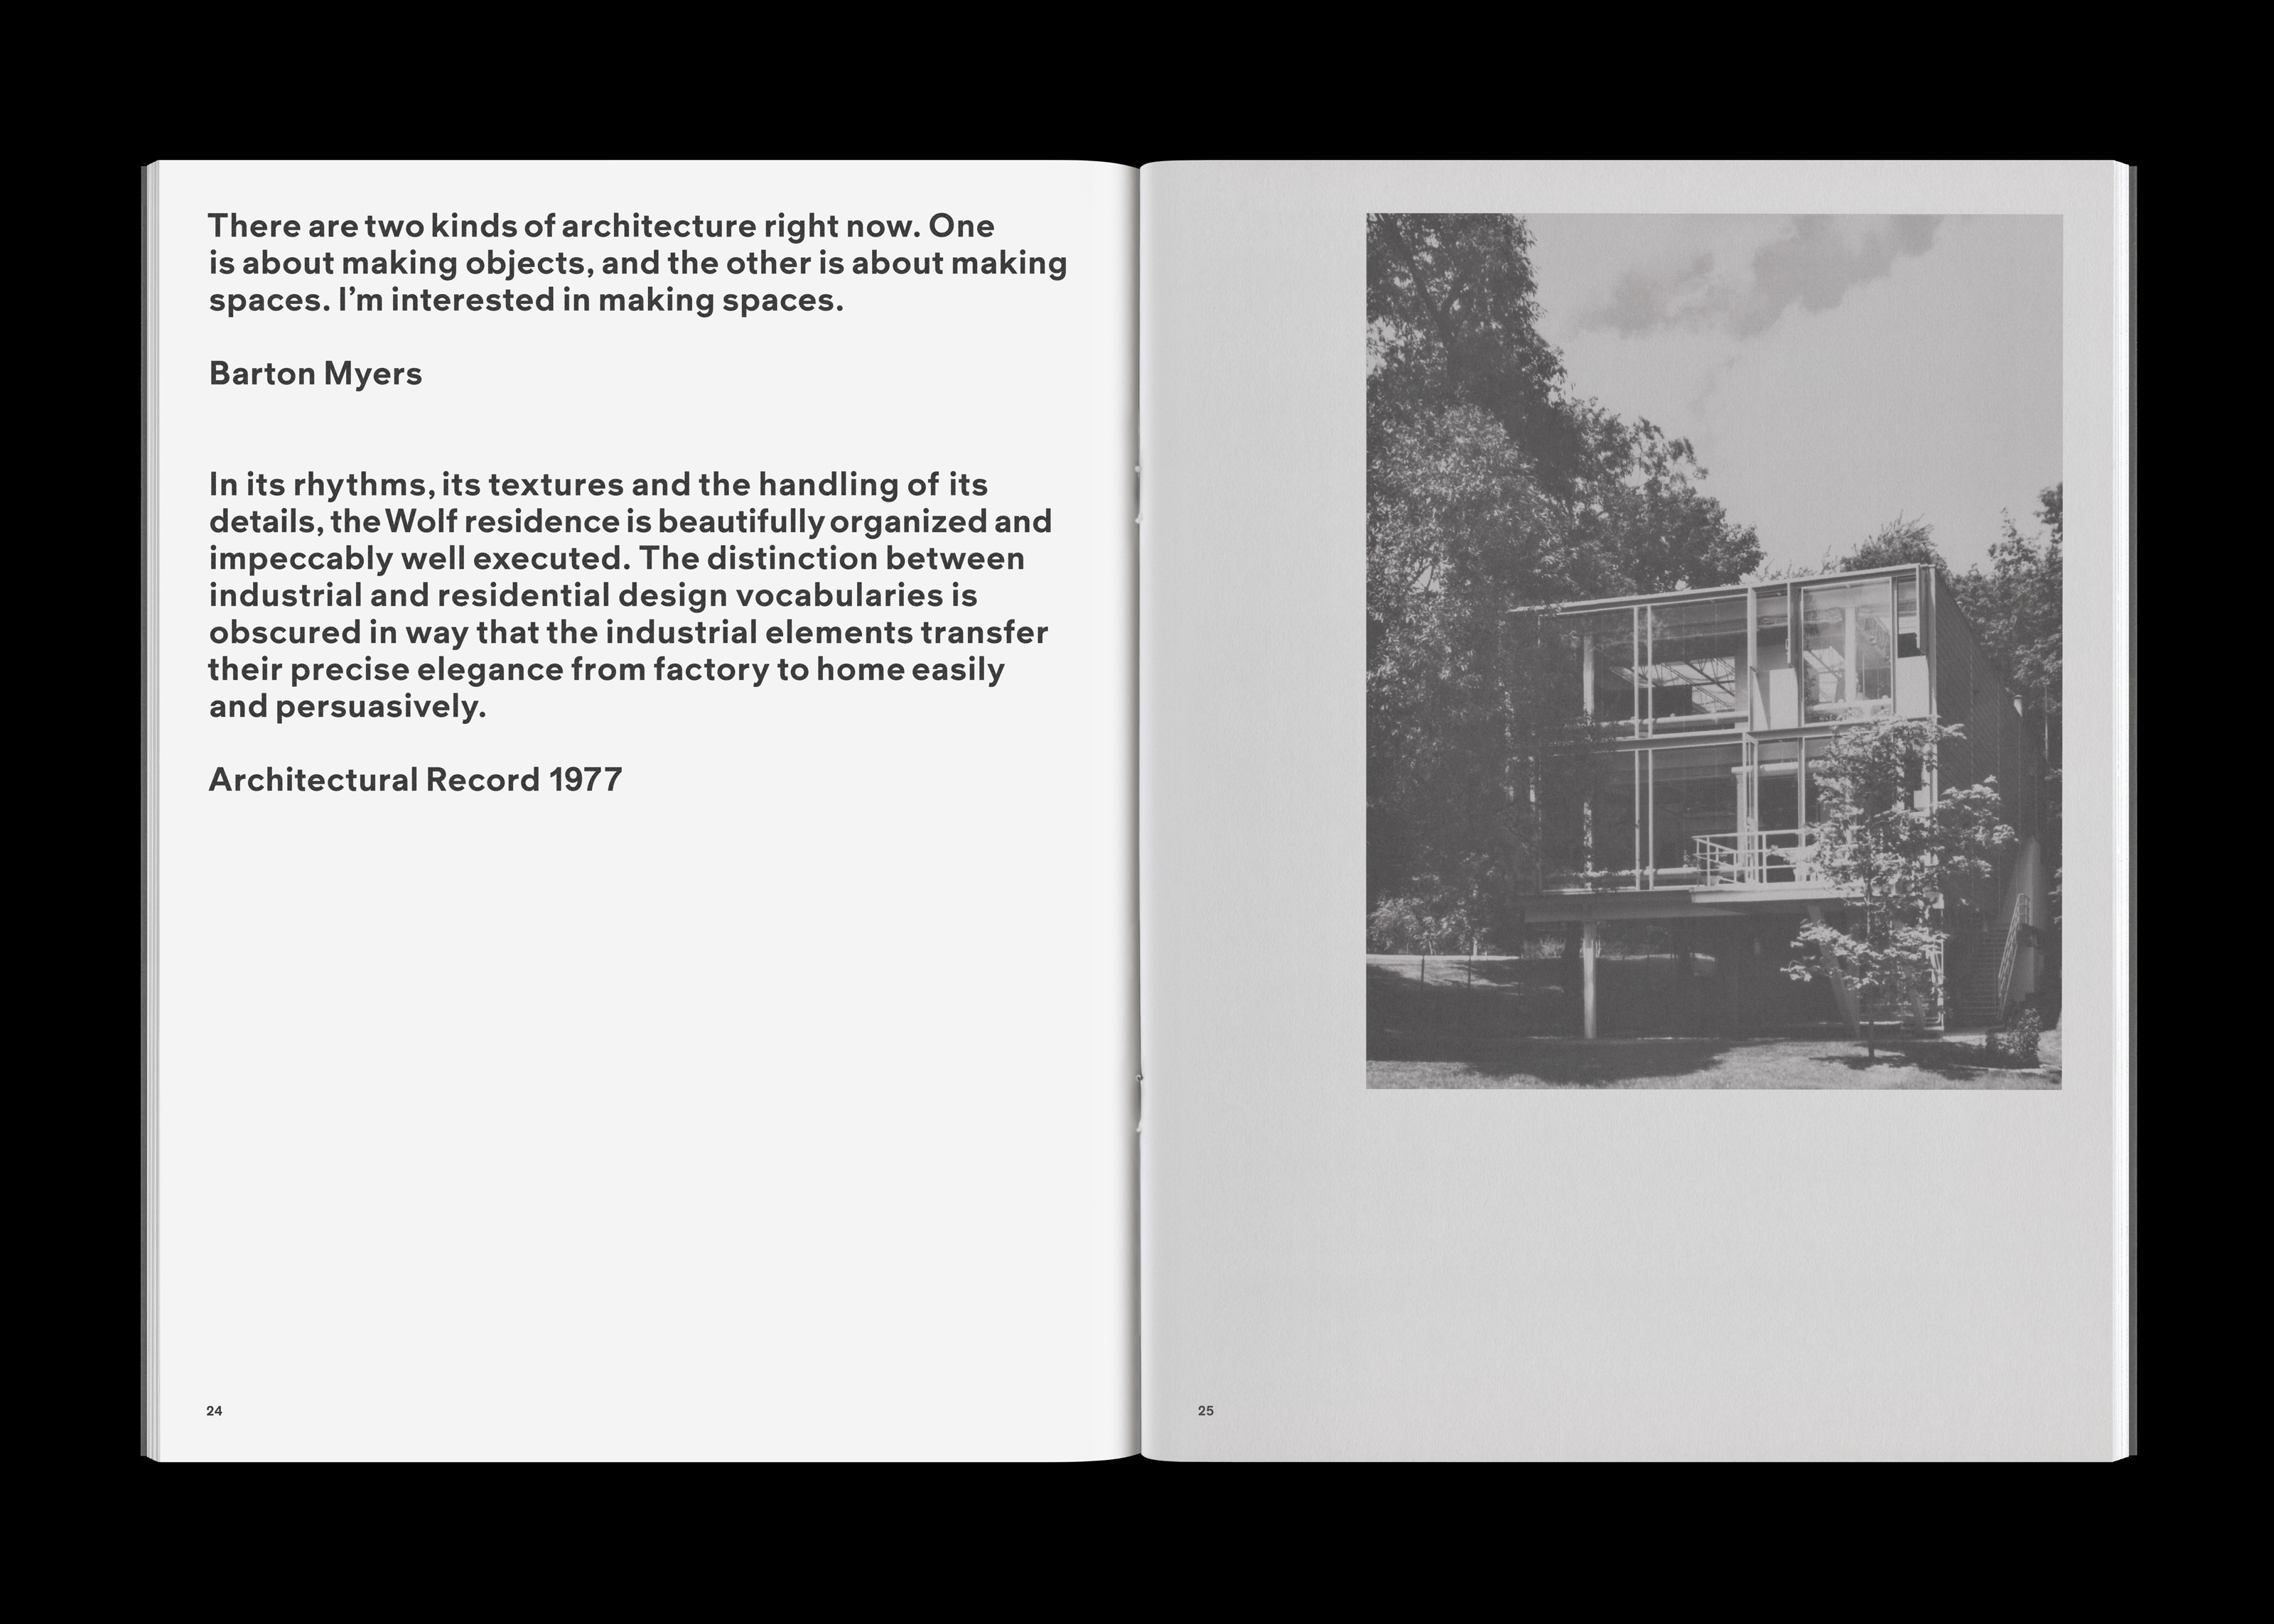 There are two kinds of architecture right now. One
is about making objects, and the other is about making
spaces. I’m interested in making spaces.
Barton Myers
In its rhythms, its textures and the handling of its
details, the Wolf residence is beautifully organized and
impeccably well executed. The distinction between
industrial and residential design vocabularies is
obscured in way that the industrial elements transfer
their precise elegance from factory to home easily
and persuasively.
Architectural Record 1977
24
25